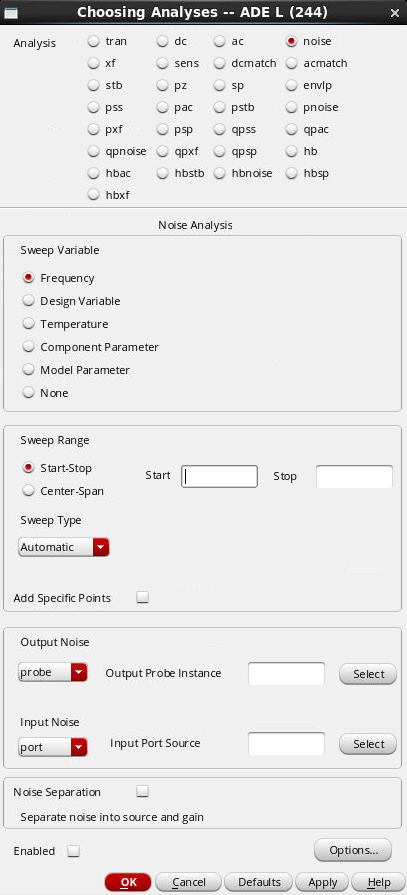 Choosing Analyses -- ADE L (244)
Analysis tran dc ac noise
xf sens dcmatch acmatch
stb pz sp envlp
pss pac pstb pnoise
pxf psp qpss qpac
qpnoise qpxf qpsp hb
hbac hbstb hbnoise hbsp
hbxf
Noise Analysis
Sweep Variable
Frequency
Design Variable
Temperature
Component Parameter
Model Parameter
None
Sweep Range
Start-Stop Start Stop
Center-Span
Sweep Type
Automatic
Add Specific Points
Output Noise
probe Output Probe Instance Select
Input Noise
port Input Port Source Select
Noise Separation
Separate noise into source and gain
Enabled Options...
OK Cancel Defaults Apply Help